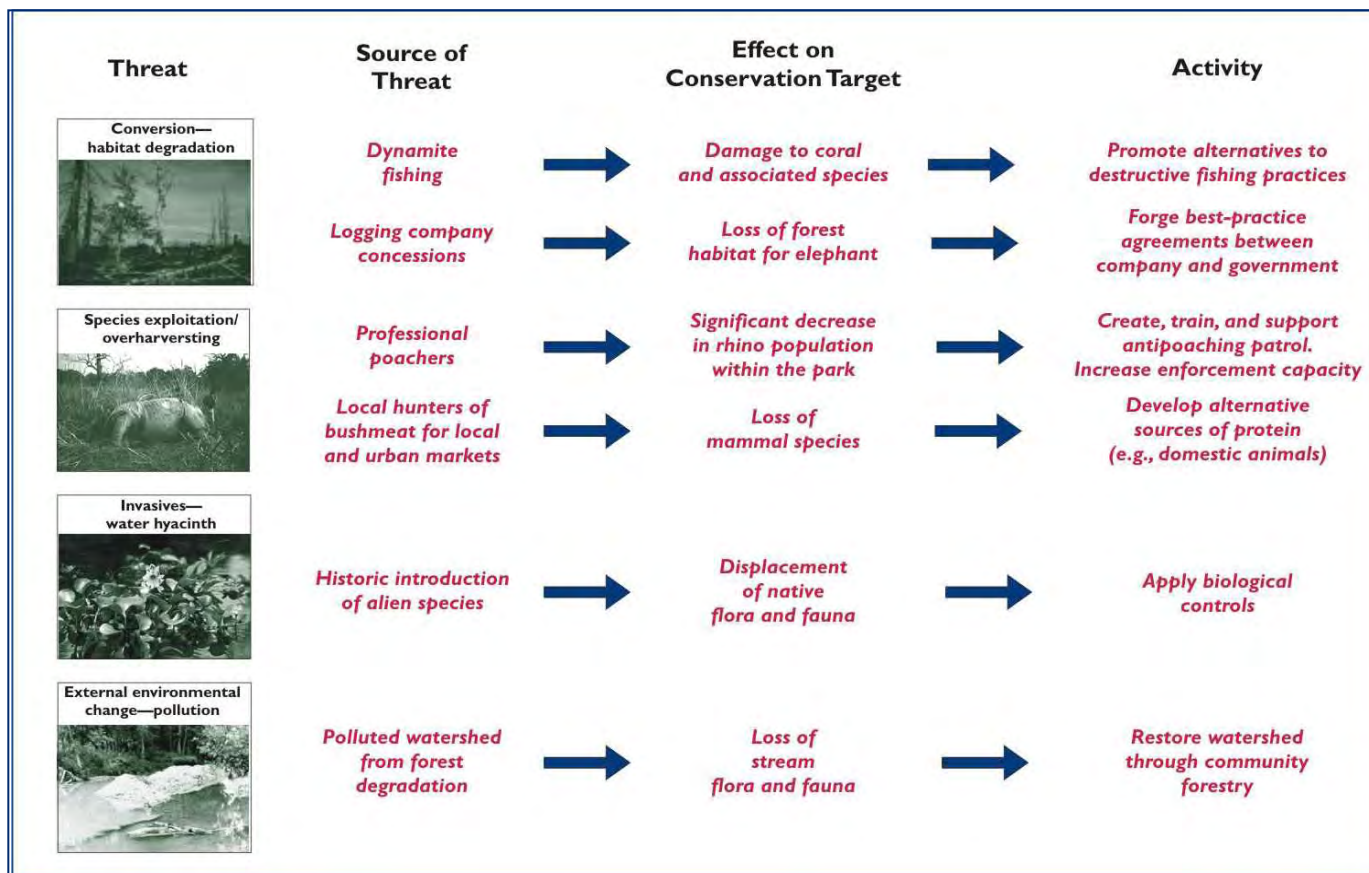 Threat
Source of
Threat
Effect on
Conservation Target
Activity
Conversion—
habitat degradation
Dynamite
fishing
Damage to coral
and associated species
Promote alternatives to
destructive fishing practices
Logging company
concessions
Loss of forest
habitat for elephant
Forge best-practice
agreements between
company and government
Species exploitation/
overharversting
Professional
poachers
Significant decrease
in rhino population
within the park
Create, train, and support
antipoaching patrol.
Increase enforcement capacity
Local hunters of
bushmeat for local
and urban markets
Loss of
mammal species
Develop alternative
sources of protein
(e.g., domestic animals)
Invasives—
water hyacinth
Historic introduction
of alien species
Displacement
of native
flora and fauna
Apply biological
controls
External environmental
change—pollution
Polluted watershed
from forest
degradation
Loss of
stream
flora and fauna
Restore watershed
through community
forestry